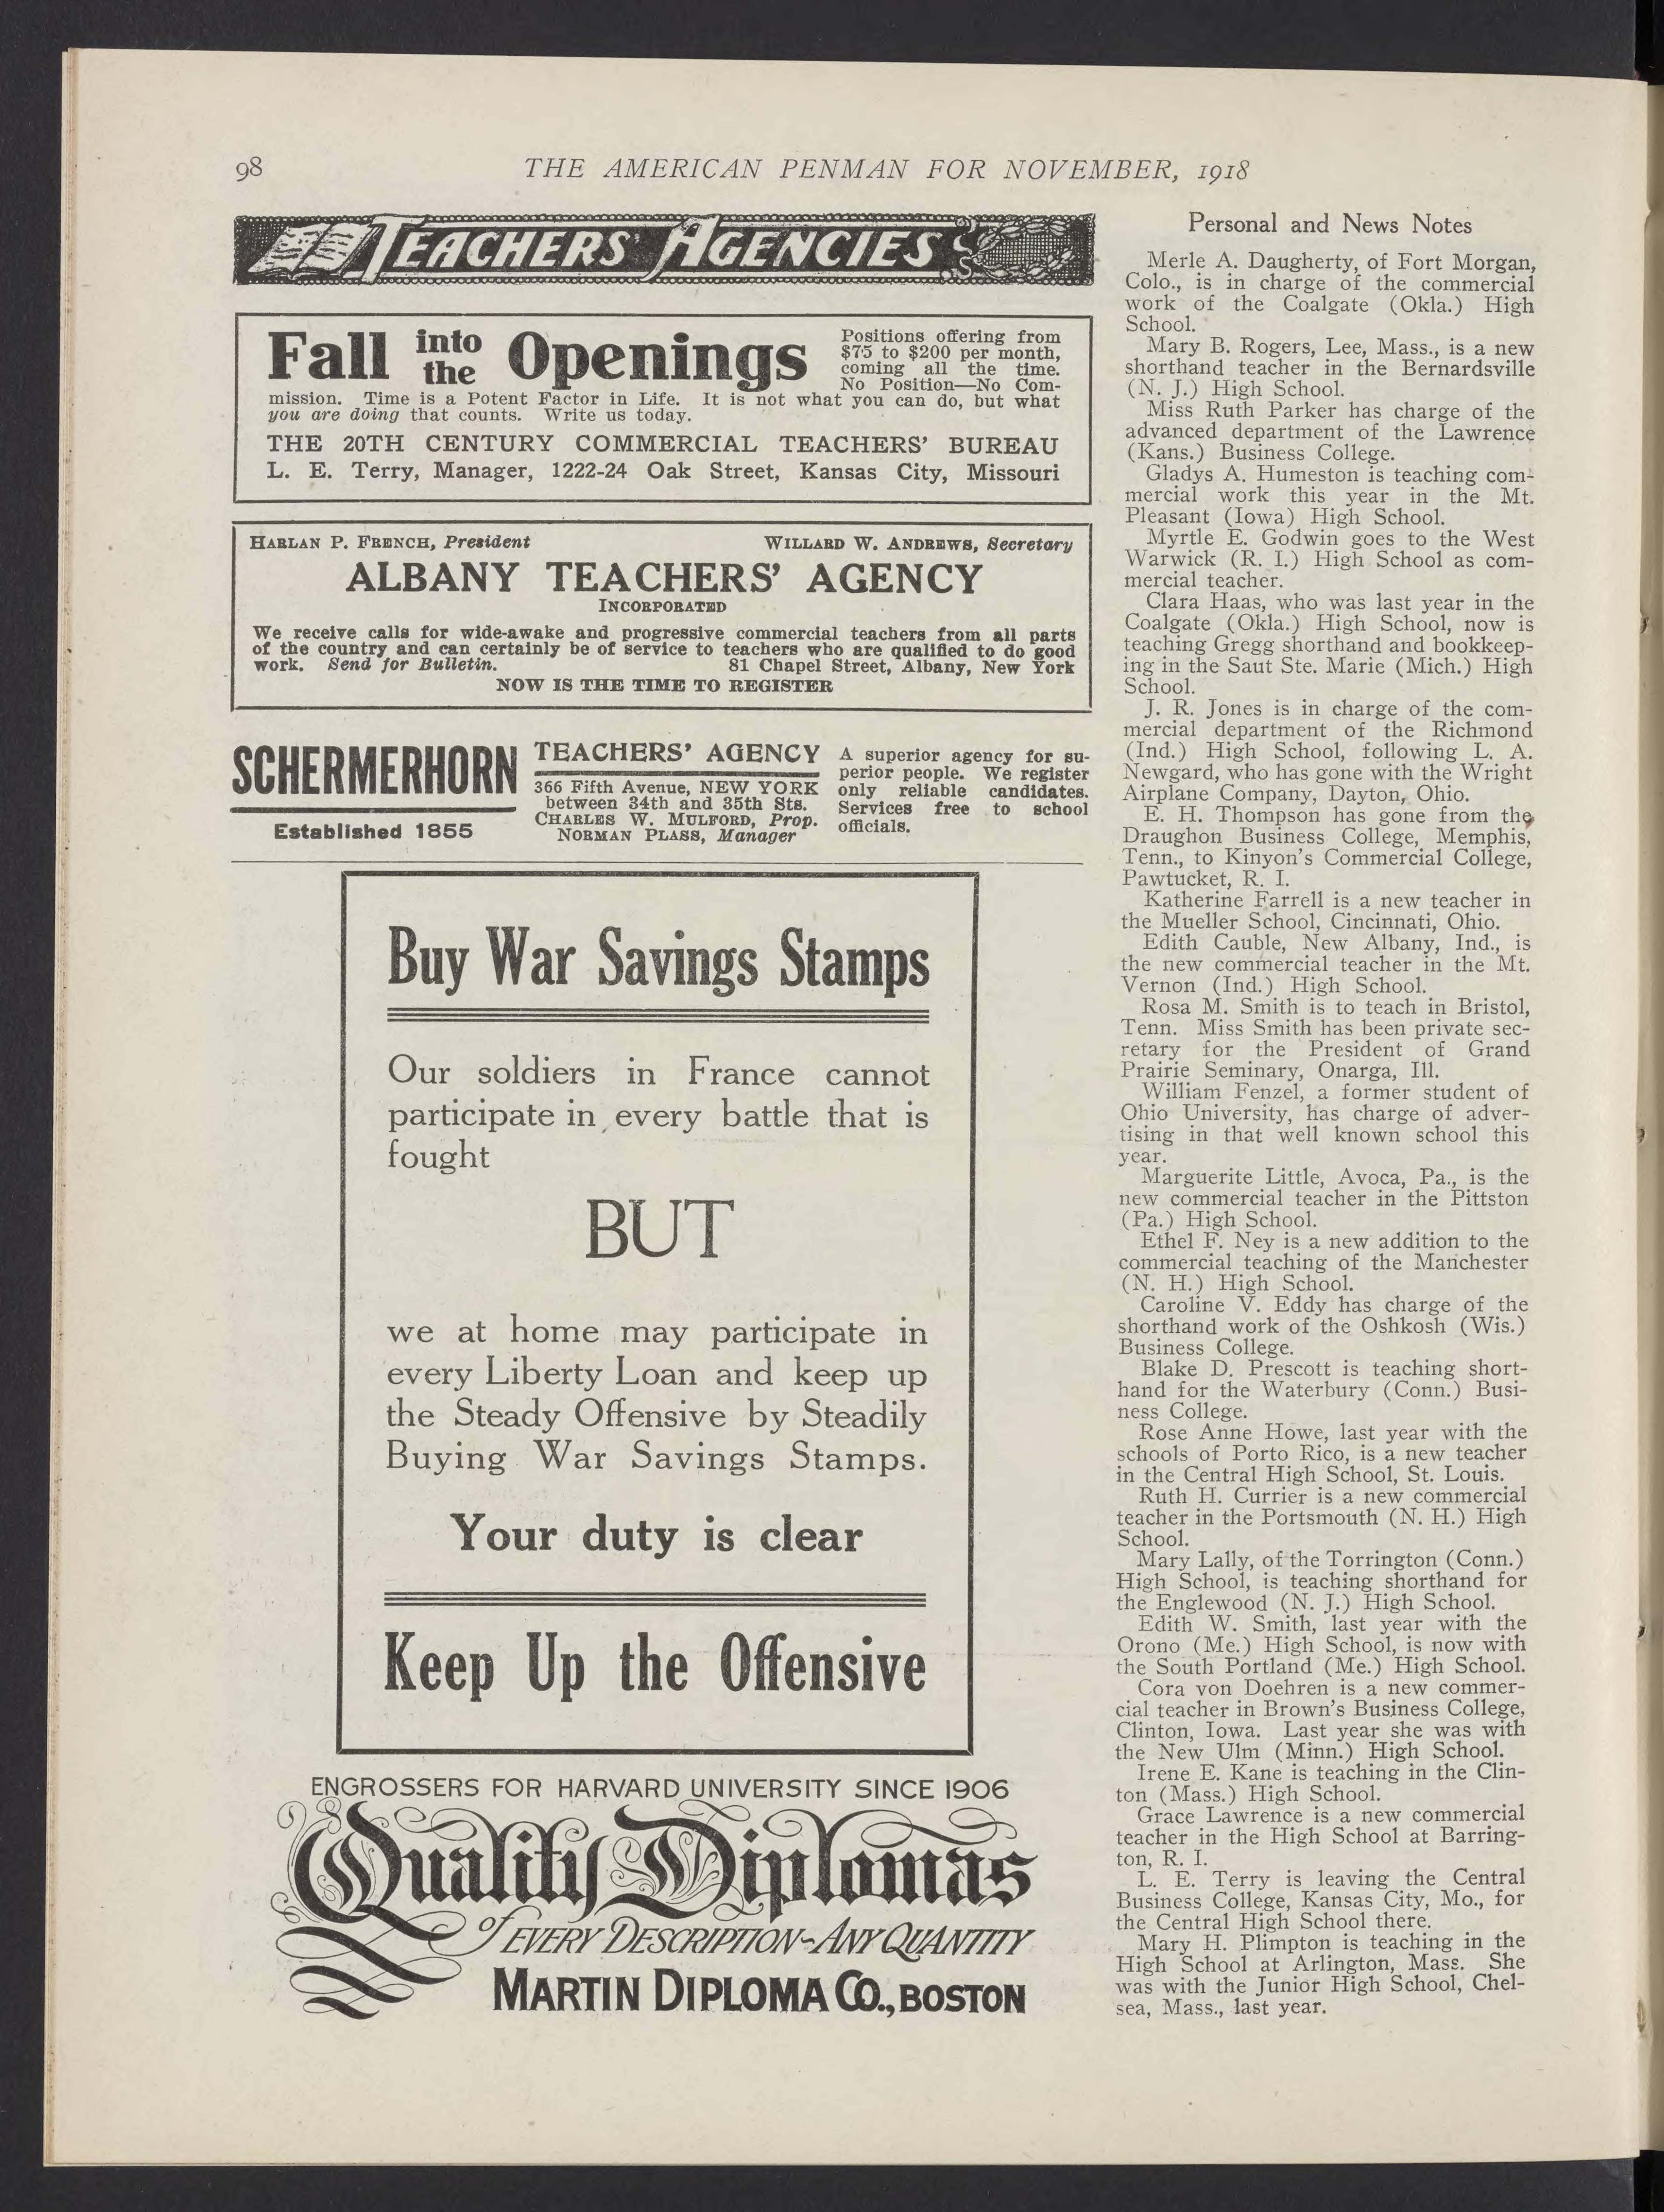 98
THE AMERICAN PENMAN FOR NOVEMBER, 1918
TEACHERS' AGENCIES
Fall into the Openings
Positions offering from
$75 to $200 per month,
coming all the time.
No Position—No Com-
mission. Time is a Potent Factor in Life. It is not what you can do, but what
you are doing that counts. Write us today.
THE 20TH CENTURY COMMERCIAL TEACHERS' BUREAU
L. E. Terry, Manager, 1222-24 Oak Street, Kansas City, Missouri
HARLAN P. FRENCH, President
WILLARD W. ANDREWS, Secretary
ALBANY TEACHERS' AGENCY
INCORPORATED
We receive calls for wide-awake and progressive commercial teachers from all parts
of the country and can certainly be of service to teachers who are qualified to do good
work. Send for Bulletin. 81 Chapel Street, Albany, New York
NOW IS THE TIME TO REGISTER
SCHERMERHORN
Established 1855
TEACHERS' AGENCY
366 Fifth Avenue, NEW YORK
between 34th and 35th Sts.
CHARLES W. MULFORD, Prop.
NORMAN PLASS, Manager
A superior agency for su-
perior people. We register
only reliable candidates.
Services free to school
officials.
Buy War Savings Stamps
Our soldiers in France cannot
participate in every battle that is
fought
BUT
we at home may participate in
every Liberty Loan and keep up
the Steady Offensive by Steadily
Buying War Savings Stamps.
Your duty is clear
Keep Up the Offensive
ENGROSSERS FOR HARVARD UNIVERSITY SINCE 1906
Quality Diplomas
of EVERY DESCRIPTION~ANY QUANTITY
MARTIN DIPLOMA CO., BOSTON
Personal and News Notes
Merle A. Daugherty, of Fort Morgan,
Colo., is in charge of the commercial
work of the Coalgate (Okla.) High
School.
Mary B. Rogers, Lee, Mass., is a new
shorthand teacher in the Bernardsville
(N. J.) High School.
Miss Ruth Parker has charge of the
advanced department of the Lawrence
(Kans.) Business College.
Gladys A. Humeston is teaching com-
mercial work this year in the Mt.
Pleasant (Iowa) High School.
Myrtle E. Godwin goes to the West
Warwick (R. I.) High School as com-
mercial teacher.
Clara Haas, who was last year in the
Coalgate (Okla.) High School, now is
teaching Gregg shorthand and bookkeep-
ing in the Saut Ste. Marie (Mich.) High
School.
J. R. Jones is in charge of the com-
mercial department of the Richmond
(Ind.) High School, following L. A.
Newgard, who has gone with the Wright
Airplane Company, Dayton, Ohio.
E. H. Thompson has gone from the
Draughon Business College, Memphis,
Tenn., to Kinyon's Commercial College,
Pawtucket, R. I.
Katherine Farrell is a new teacher in
the Mueller School, Cincinnati, Ohio.
Edith Cauble, New Albany, Ind., is
the new commercial teacher in the Mt.
Vernon (Ind.) High School.
Rosa M. Smith is to teach in Bristol,
Tenn. Miss Smith has been private sec-
retary for the President of Grand
Prairie Seminary, Onarga, Ill.
William Fenzel, a former student of
Ohio University, has charge of adver-
tising in that well known school this
year.
Marguerite Little, Avoca, Pa., is the
new commercial teacher in the Pittston
(Pa.) High School.
Ethel F. Ney is a new addition to the
commercial teaching of the Manchester
(N. H.) High School.
Caroline V. Eddy has charge of the
shorthand work of the Oshkosh (Wis.)
Business College.
Blake D. Prescott is teaching short-
hand for the Waterbury (Conn.) Busi-
ness College.
Rose Anne Howe, last year with the
schools of Porto Rico, is a new teacher
in the Central High School, St. Louis.
Ruth H. Currier is a new commercial
teacher in the Portsmouth (N. H.) High
School.
Mary Lally, of the Torrington (Conn.)
High School, is teaching shorthand for
the Englewood (N. J.) High School.
Edith W. Smith, last year with the
Orono (Me.) High School, is now with
the South Portland (Me.) High School.
Cora von Doehren is a new commer-
cial teacher in Brown's Business College,
Clinton, Iowa. Last year she was with
the New Ulm (Minn.) High School.
Irene E. Kane is teaching in the Clin-
ton (Mass.) High School.
Grace Lawrence is a new commercial
teacher in the High School at Barring-
ton, R. I.
L. E. Terry is leaving the Central
Business College, Kansas City, Mo., for
the Central High School there.
Mary H. Plimpton is teaching in the
High School at Arlington, Mass. She
was with the Junior High School, Chel-
sea, Mass., last year.